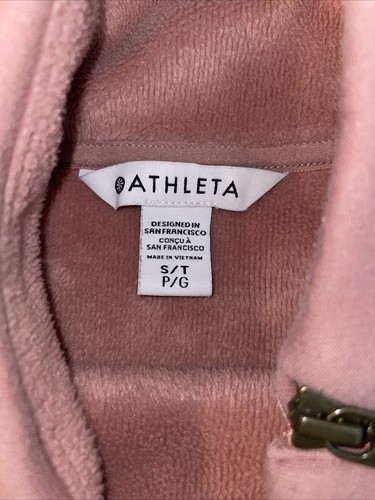 ATHLETA
DESIGNED IN
SAN FRANCISCO
CONÇU À
SAN FRANCISCO
MADE IN VIETNAM
S/T
P/G